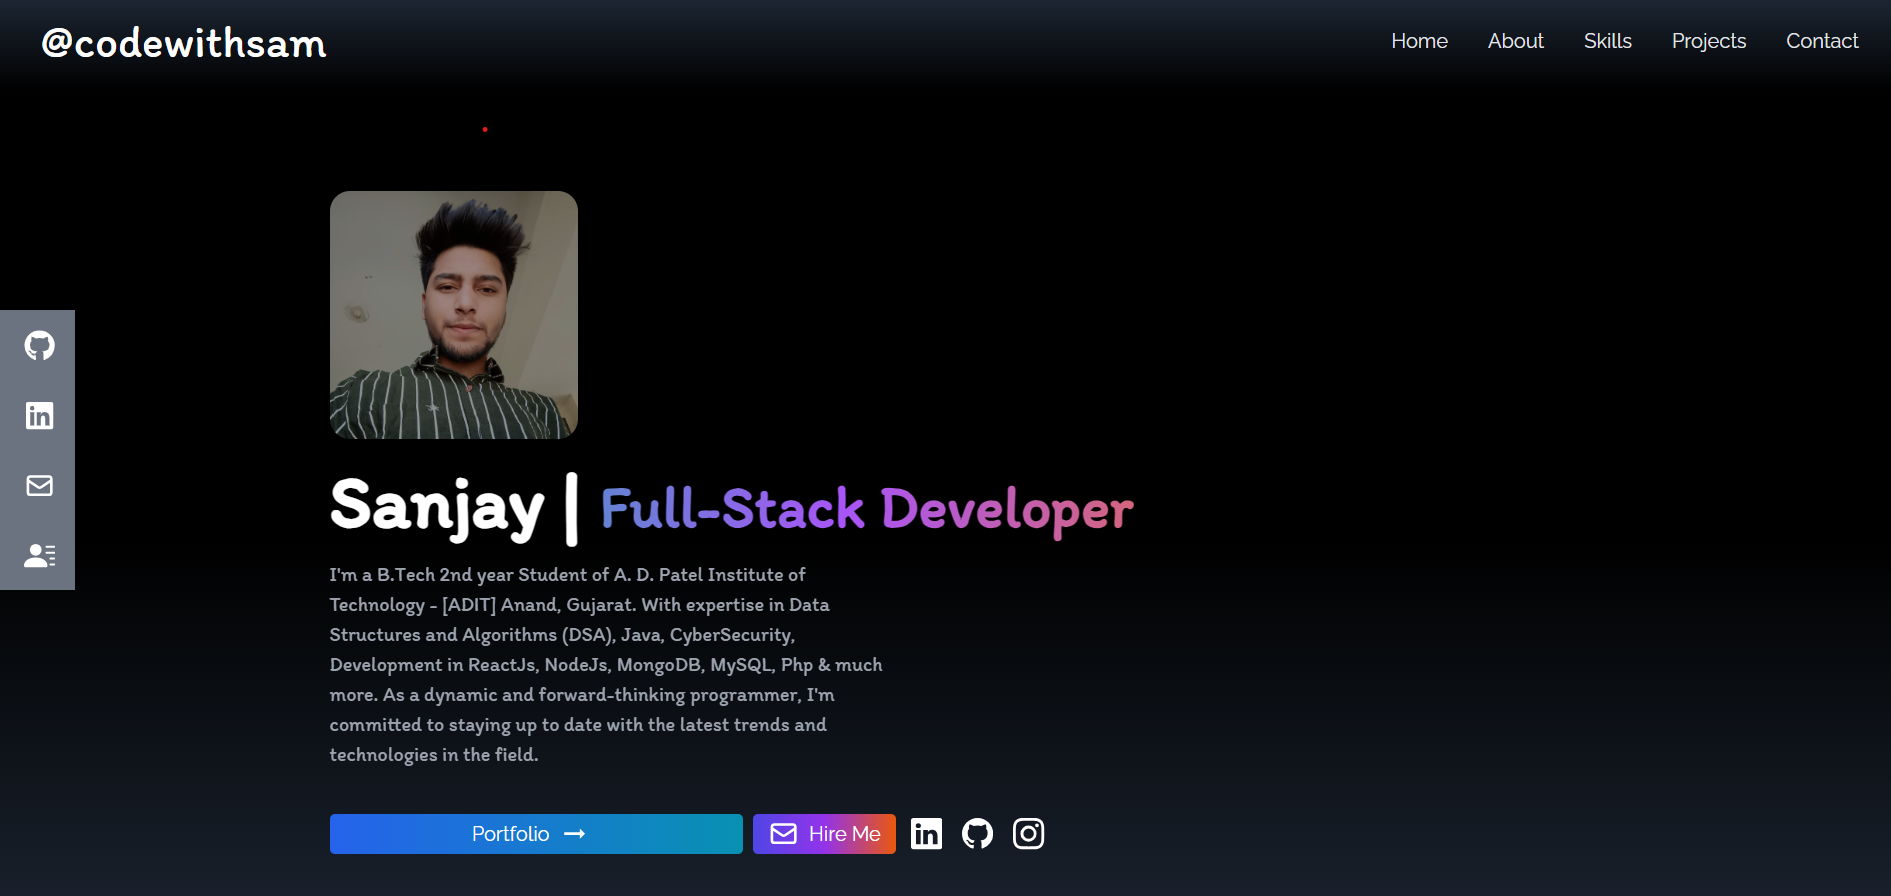 @codewithsam
Home About Skills Projects Contact
Sanjay | Full-Stack Developer
I'm a B.Tech 2nd year Student of A. D. Patel Institute of
Technology - [ADIT] Anand, Gujarat. With expertise in Data
Structures and Algorithms (DSA), Java, CyberSecurity,
Development in ReactJs, NodeJs, MongoDB, MySQL, Php & much
more. As a dynamic and forward-thinking programmer, I'm
committed to staying up to date with the latest trends and
technologies in the field.
Portfolio
Hire Me